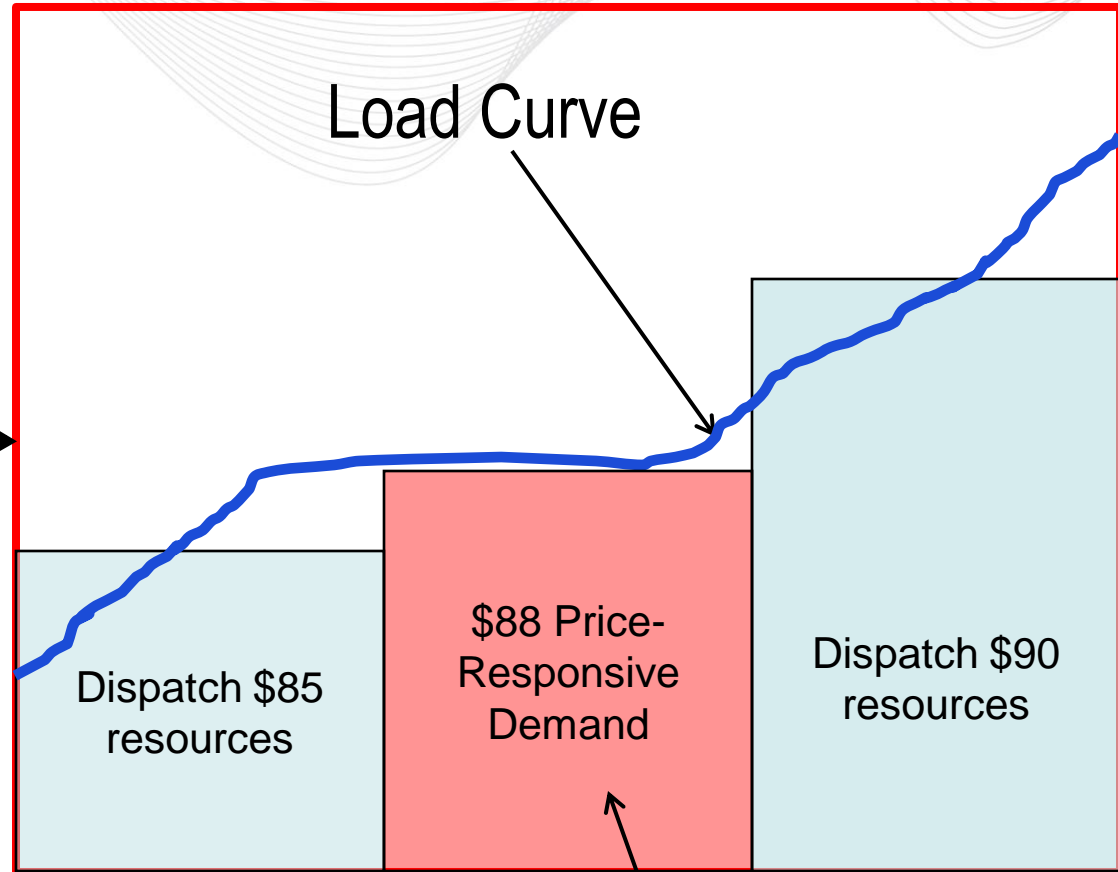 Load Curve
Dispatch $85
resources
$88 Price-
Responsive
Demand
Dispatch $90
resources